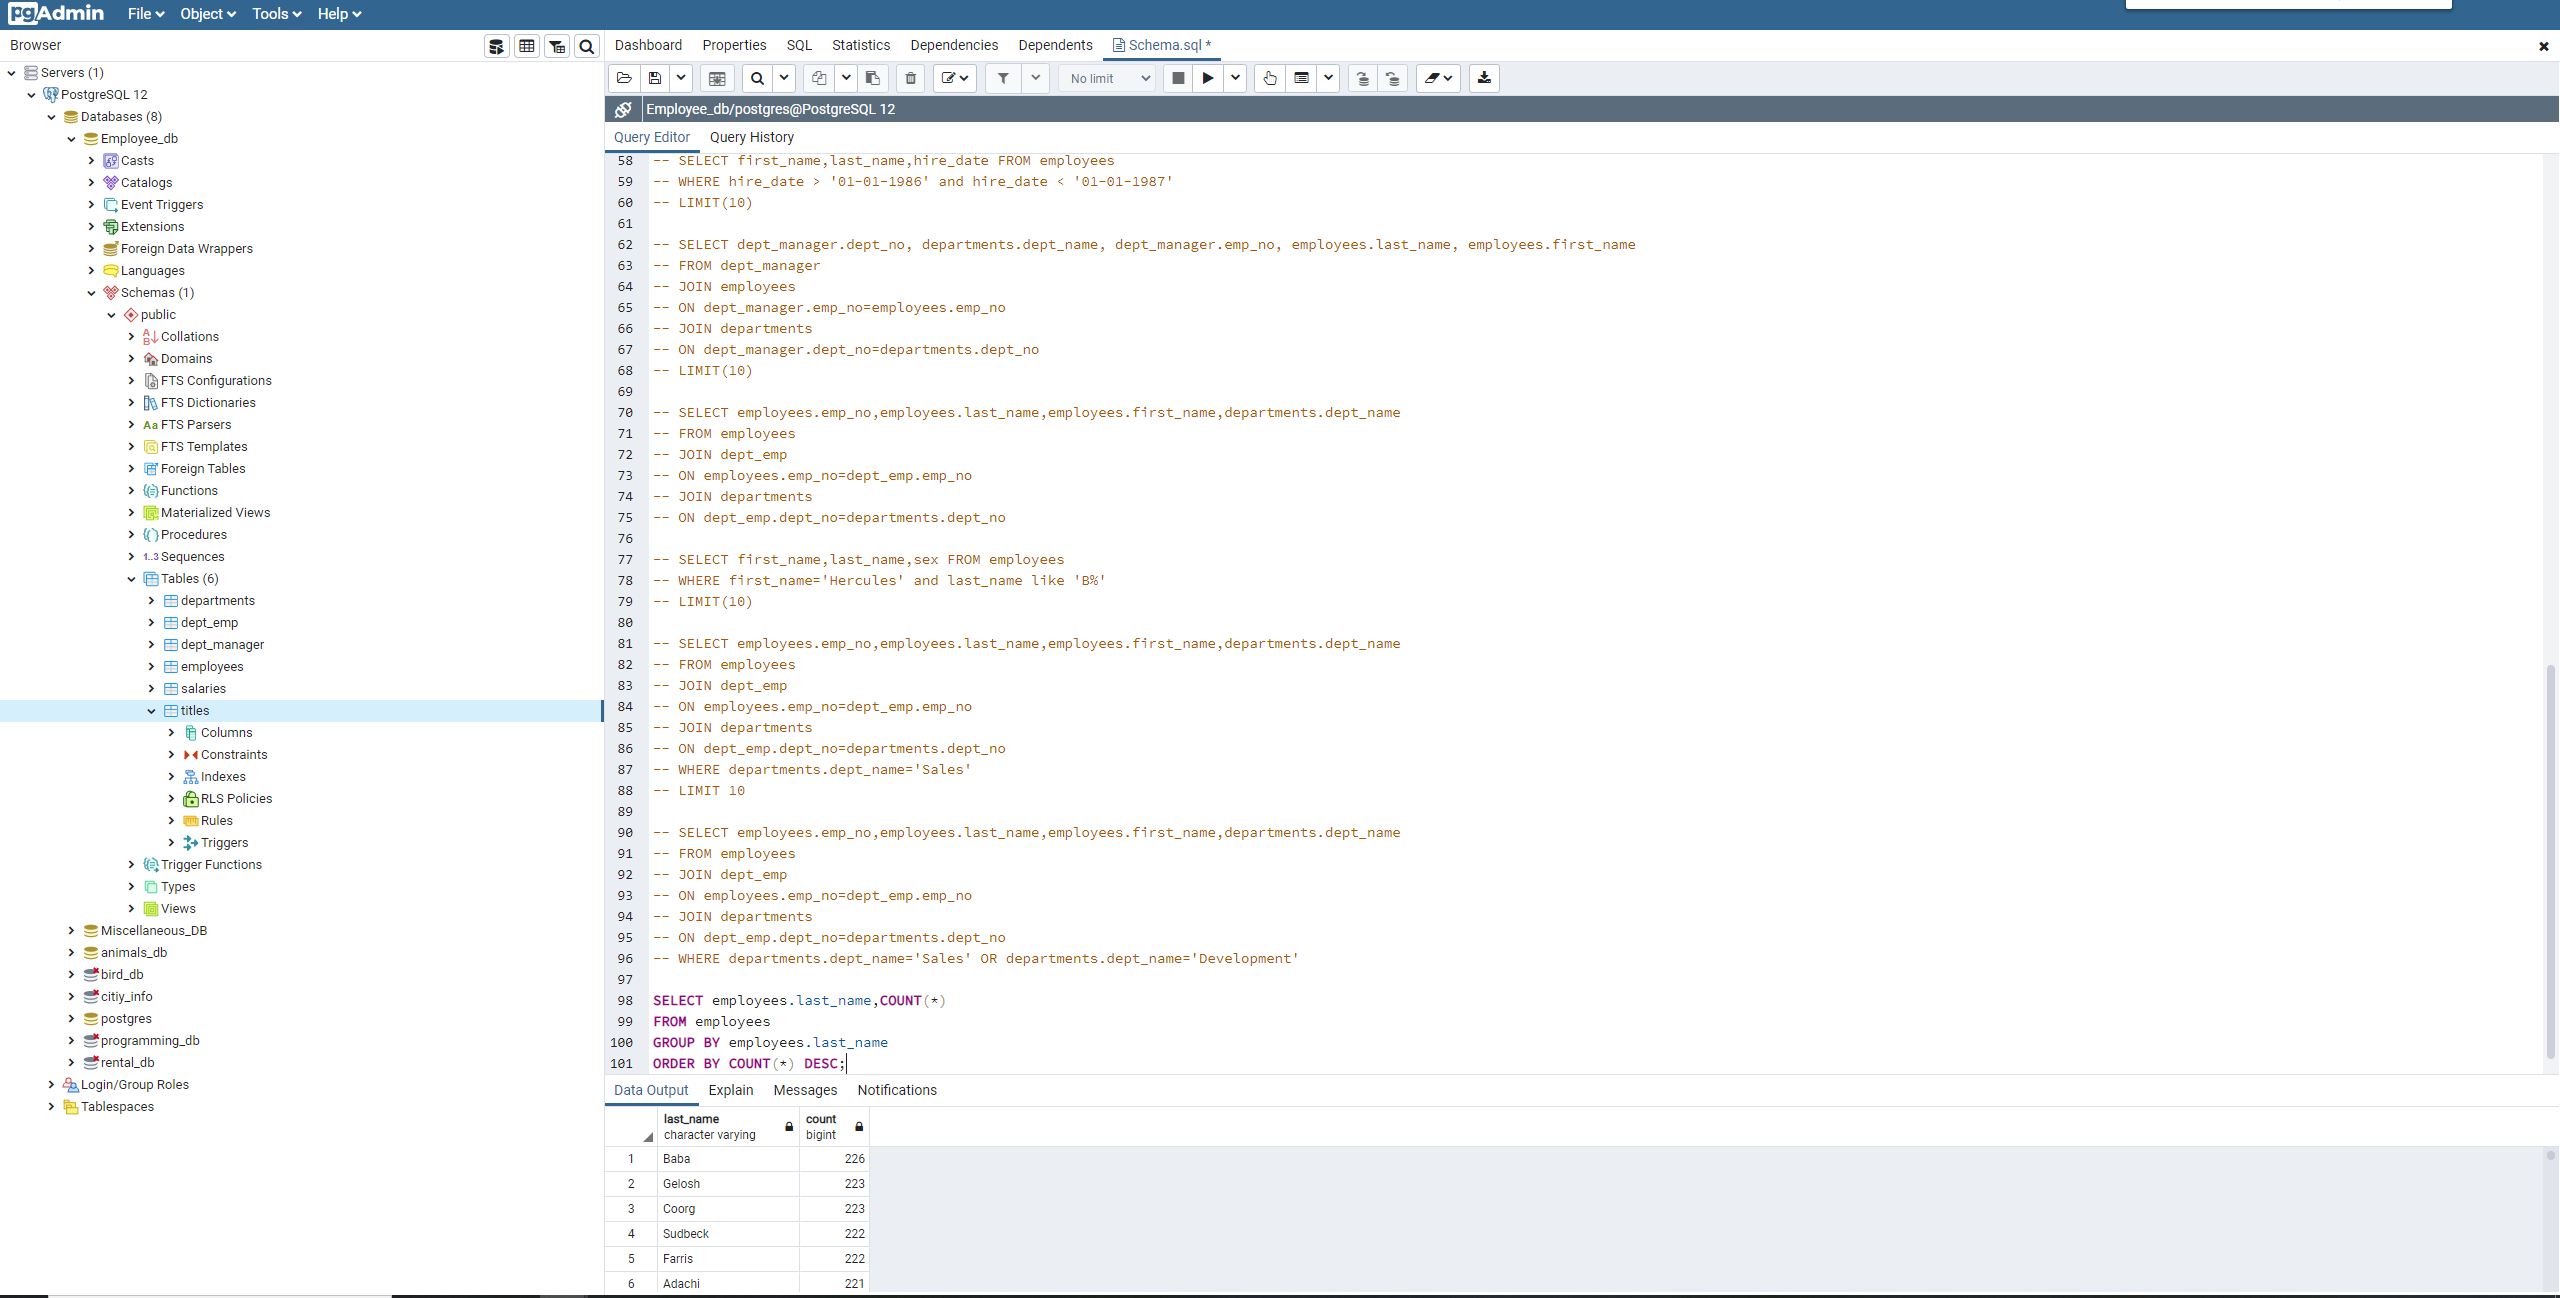 pgAdmin File Object Tools Help
Browser
Servers (1)
PostgreSQL 12
Databases (8)
Employee_db
Casts
Catalogs
Event Triggers
Extensions
Foreign Data Wrappers
Languages
Schemas (1)
public
Collations
Domains
FTS Configurations
FTS Dictionaries
Aa FTS Parsers
FTS Templates
Foreign Tables
Functions
Materialized Views
Procedures
1..3 Sequences
Tables (6)
departments
dept_emp
dept_manager
employees
salaries
titles
Columns
Constraints
Indexes
RLS Policies
Rules
Triggers
Trigger Functions
Types
Views
Miscellaneous_DB
animals_db
bird_db
citiy_info
postgres
programming_db
rental_db
Login/Group Roles
Tablespaces
Dashboard Properties SQL Statistics Dependencies Dependents Schema.sql *
No limit
Employee_db/postgres@PostgreSQL 12
Query Editor Query History
58 -- SELECT first_name,last_name,hire_date FROM employees
59 -- WHERE hire_date > '01-01-1986' and hire_date < '01-01-1987'
60 -- LIMIT(10)
61
62 -- SELECT dept_manager.dept_no, departments.dept_name, dept_manager.emp_no, employees.last_name, employees.first_name
63 -- FROM dept_manager
64 -- JOIN employees
65 -- ON dept_manager.emp_no=employees.emp_no
66 -- JOIN departments
67 -- ON dept_manager.dept_no=departments.dept_no
68 -- LIMIT(10)
69
70 -- SELECT employees.emp_no,employees.last_name,employees.first_name,departments.dept_name
71 -- FROM employees
72 -- JOIN dept_emp
73 -- ON employees.emp_no=dept_emp.emp_no
74 -- JOIN departments
75 -- ON dept_emp.dept_no=departments.dept_no
76
77 -- SELECT first_name,last_name,sex FROM employees
78 -- WHERE first_name='Hercules' and last_name like 'B%'
79 -- LIMIT(10)
80
81 -- SELECT employees.emp_no,employees.last_name,employees.first_name,departments.dept_name
82 -- FROM employees
83 -- JOIN dept_emp
84 -- ON employees.emp_no=dept_emp.emp_no
85 -- JOIN departments
86 -- ON dept_emp.dept_no=departments.dept_no
87 -- WHERE departments.dept_name='Sales'
88 -- LIMIT 10
89
90 -- SELECT employees.emp_no,employees.last_name,employees.first_name,departments.dept_name
91 -- FROM employees
92 -- JOIN dept_emp
93 -- ON employees.emp_no=dept_emp.emp_no
94 -- JOIN departments
95 -- ON dept_emp.dept_no=departments.dept_no
96 -- WHERE departments.dept_name='Sales' OR departments.dept_name='Development'
97
98 SELECT employees.last_name,COUNT(*)
99 FROM employees
100 GROUP BY employees.last_name
101 ORDER BY COUNT(*) DESC;
Data Output Explain Messages Notifications
last_name count
character varying bigint
1 Baba 226
2 Gelosh 223
3 Coorg 223
4 Sudbeck 222
5 Farris 222
6 Adachi 221